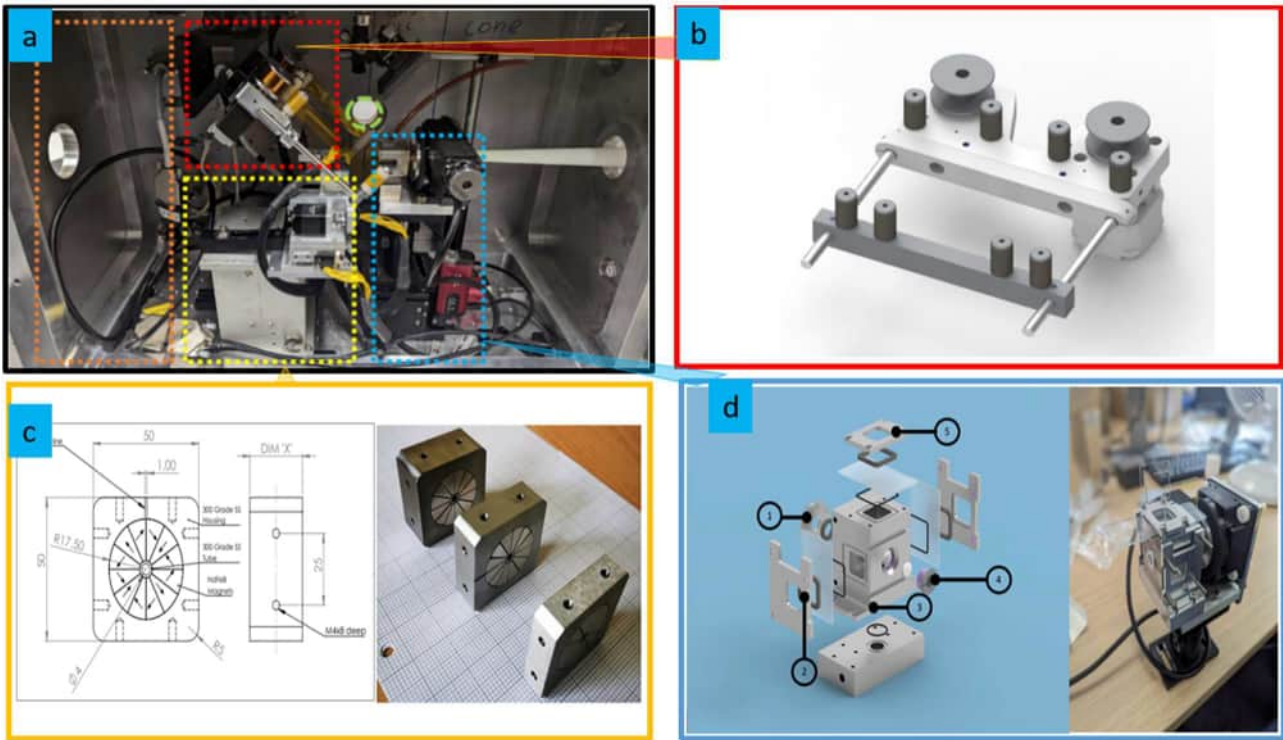 a
cone
b
c
50
1.00
DIM 'X'
300 Grade SS
Housing
R17.50
300 Grade SS
Tube
NdFeB
Magnets
50
25
M4x8 deep
R5
Ø 4
d
5
1
4
3
2